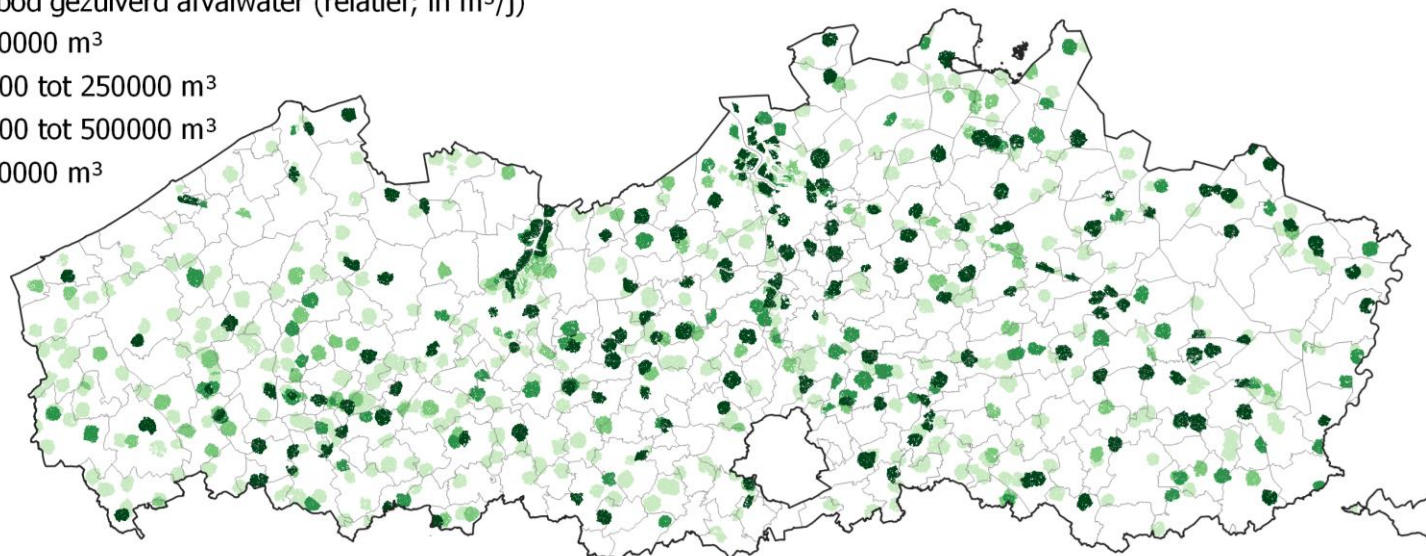 gezuiverd afvalwater (relatief; in m³/j)
0000 m³
00 tot 250000 m³
00 tot 500000 m³
0000 m³